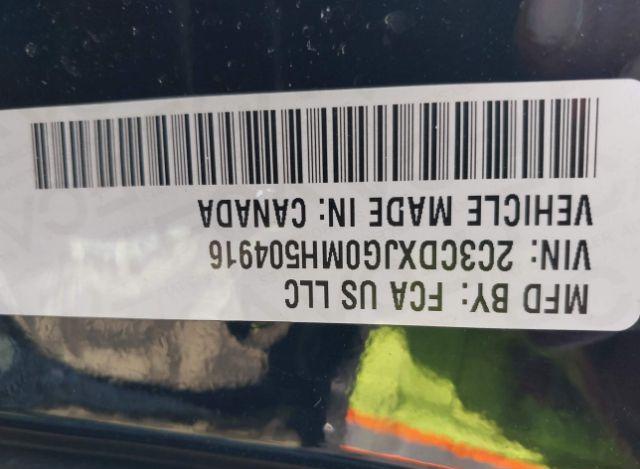 MFD BY: FCA US LLC
VIN: 2C3CDXJG0MH504916
VEHICLE MADE IN: CANADA